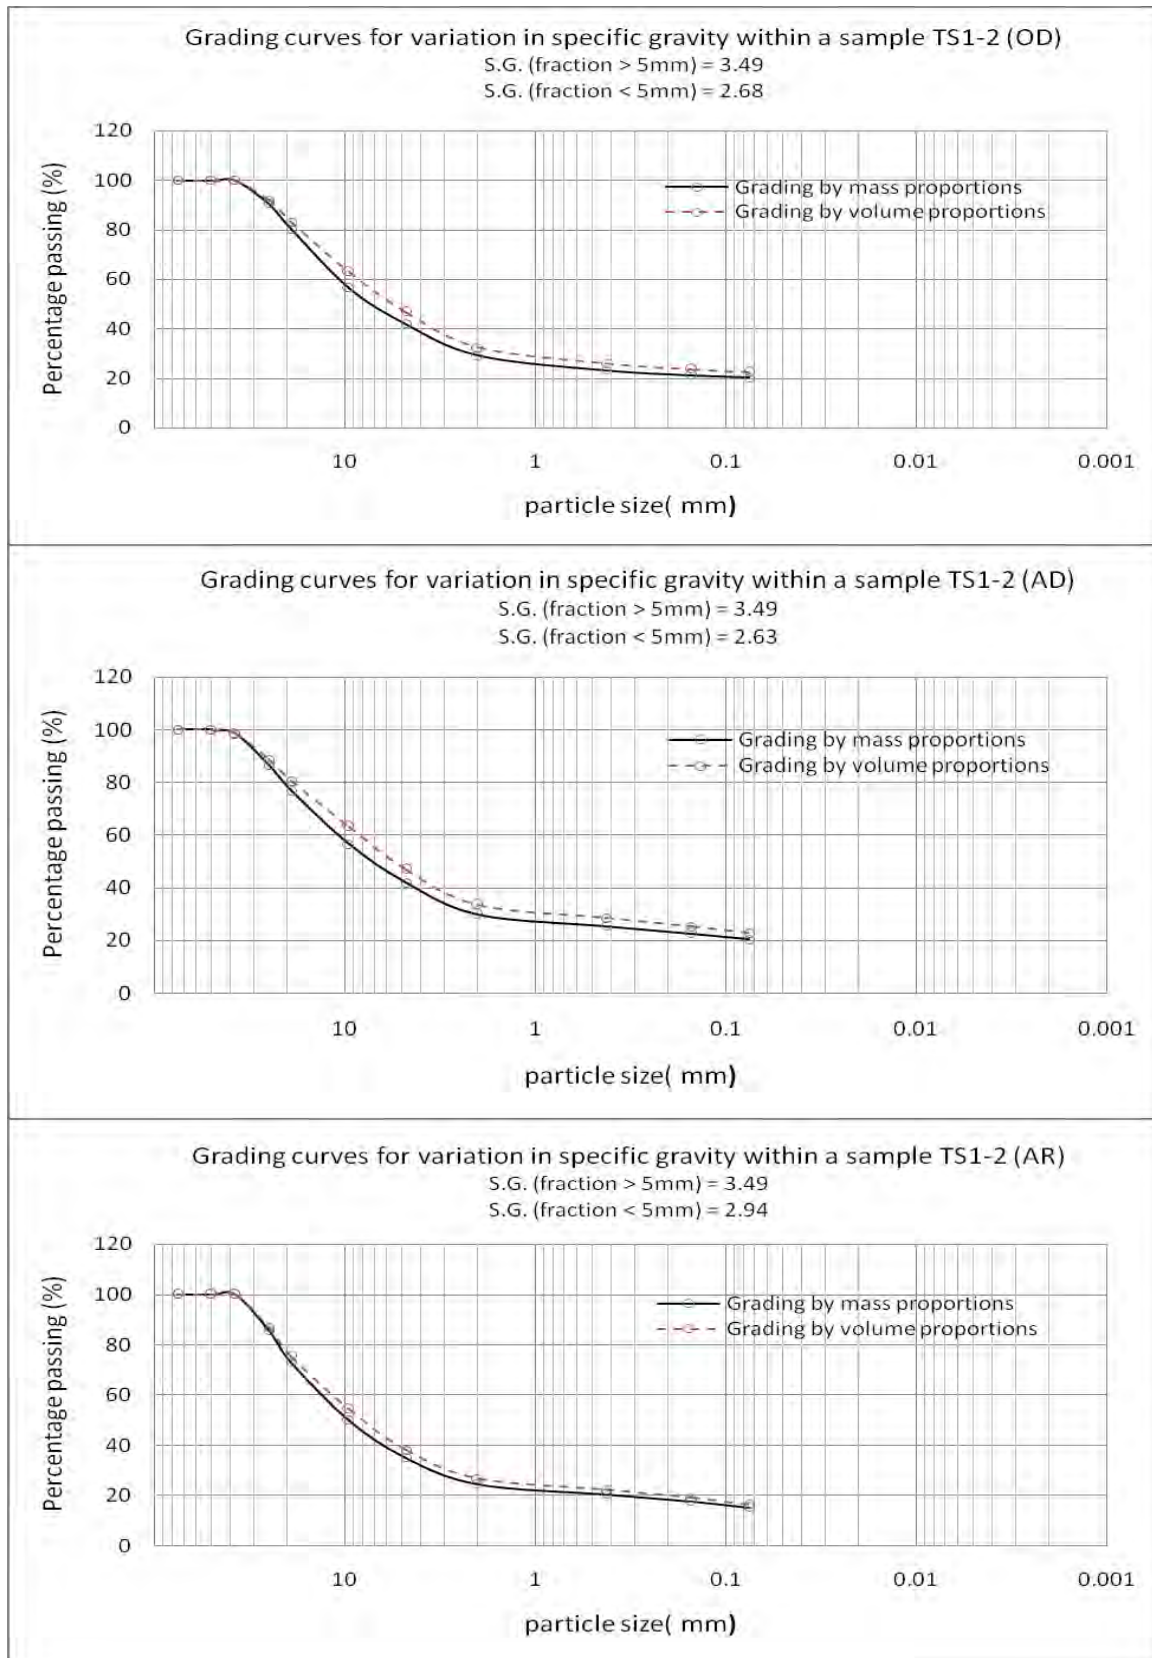 Grading curves for variation in specific gravity within a sample TS1-2 (OD)
S.G. (fraction > 5mm) = 3.49
S.G. (fraction < 5mm) = 2.68
120
100
80
60
40
20
0
Percentage passing (%)
Grading by mass proportions
Grading by volume proportions
10 1 0.1 0.01 0.001
particle size( mm)
Grading curves for variation in specific gravity within a sample TS1-2 (AD)
S.G. (fraction > 5mm) = 3.49
S.G. (fraction < 5mm) = 2.63
120
100
80
60
40
20
0
Percentage passing (%)
Grading by mass proportions
Grading by volume proportions
10 1 0.1 0.01 0.001
particle size( mm)
Grading curves for variation in specific gravity within a sample TS1-2 (AR)
S.G. (fraction > 5mm) = 3.49
S.G. (fraction < 5mm) = 2.94
120
100
80
60
40
20
0
Percentage passing (%)
Grading by mass proportions
Grading by volume proportions
10 1 0.1 0.01 0.001
particle size( mm)